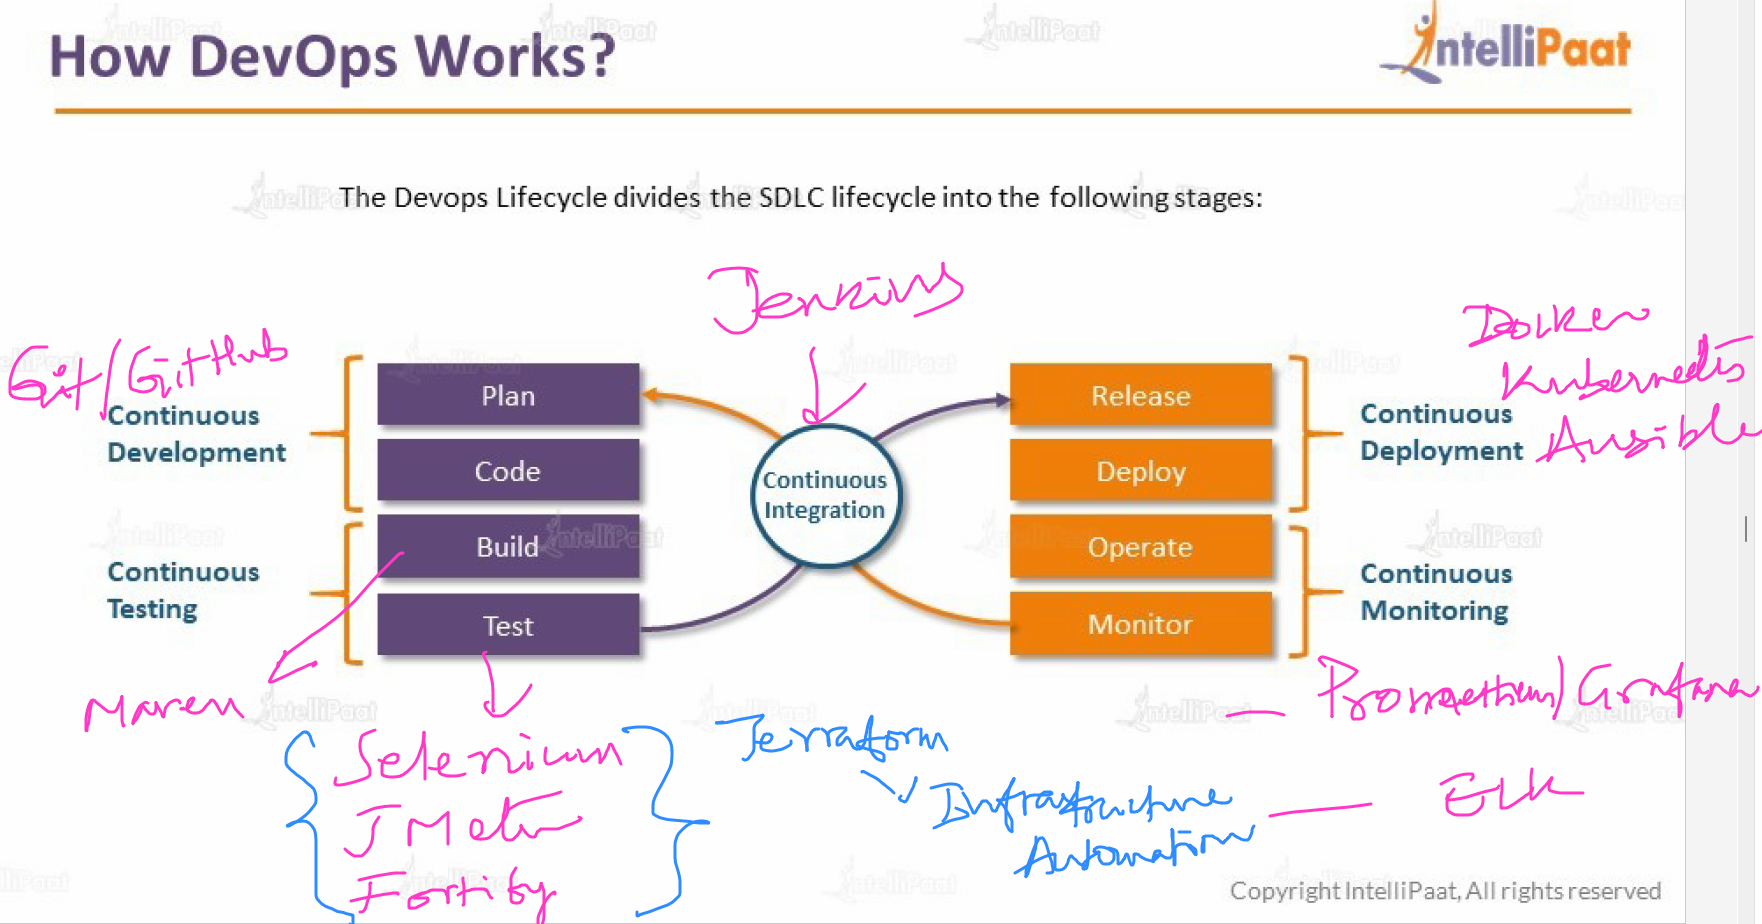 How DevOps Works?
IntelliPaat
The Devops Lifecycle divides the SDLC lifecycle into the following stages:
Jenkins
Git/GitHub
Docker
Kubernetes
Ansible
Continuous
Development
Plan
Code
Continuous
Integration
Release
Deploy
Continuous
Deployment
Continuous
Testing
Build
Test
Operate
Monitor
Continuous
Monitoring
Maven
Selenium
JMeter
Fortify
Terraform
Infrastructure
Automation
Prometheus/Grafana
ELK
Copyright IntelliPaat, All rights reserved